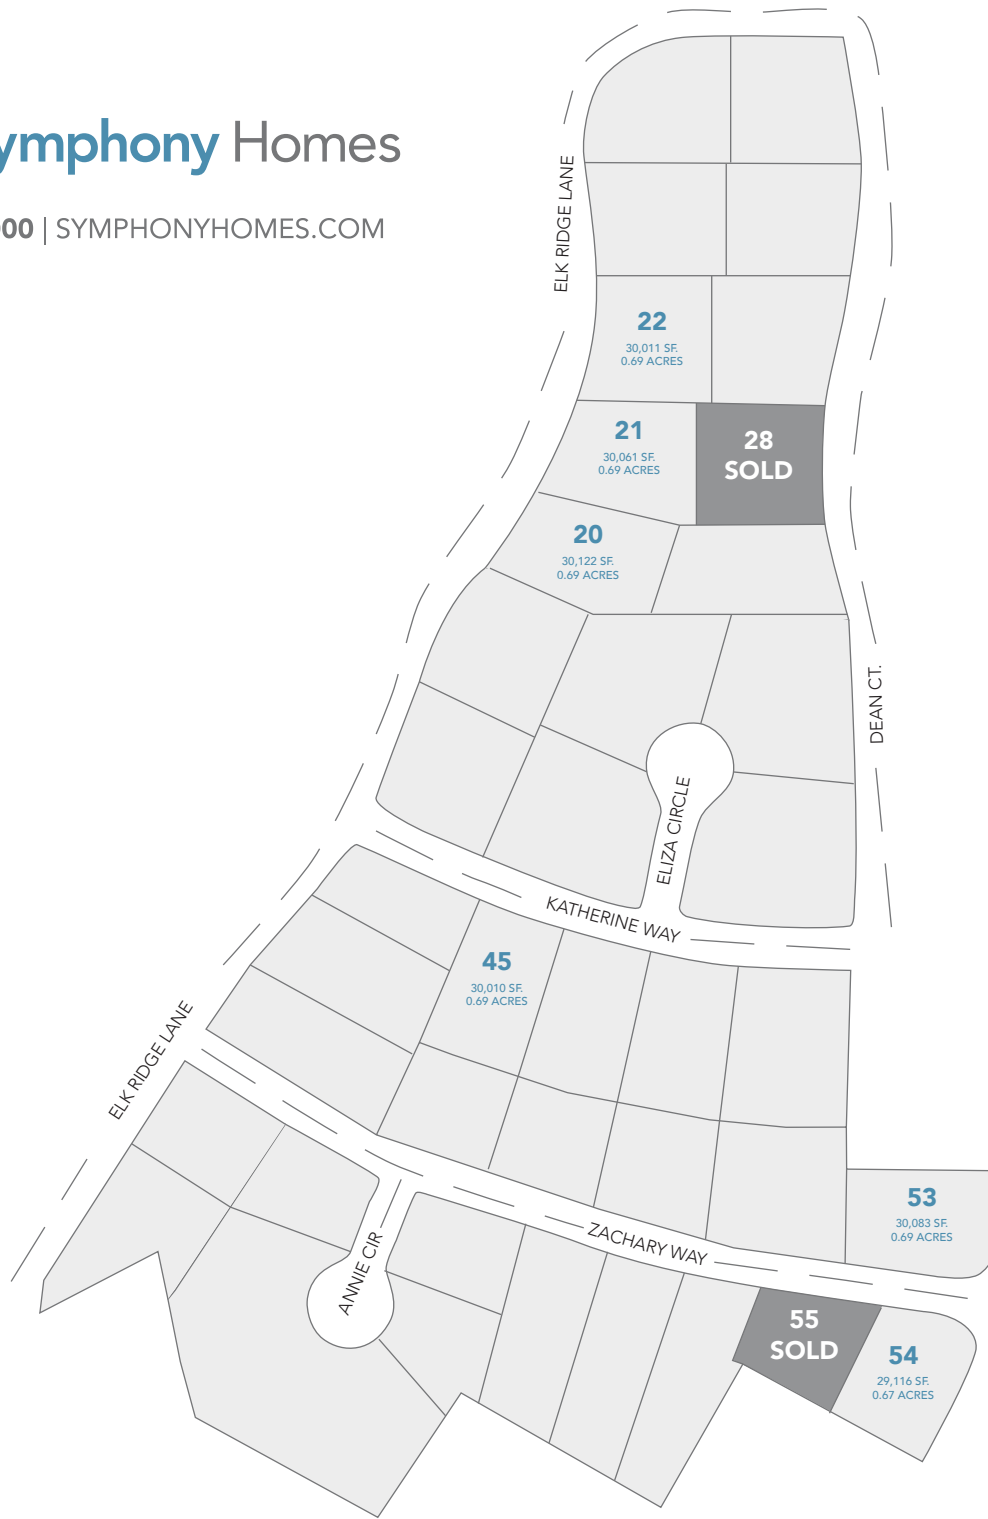 ymphony Homes
00 | SYMPHONYHOMES.COM
ELK RIDGE LANE
22
30,011 SF.
0.69 ACRES
21
30,061 SF.
0.69 ACRES
28
SOLD
20
30,122 SF.
0.69 ACRES
DEAN CT.
ELIZA CIRCLE
KATHERINE WAY
45
30,010 SF.
0.69 ACRES
ELK RIDGE LANE
53
30,083 SF.
0.69 ACRES
ZACHARY WAY
ANNIE CIR
55
SOLD
54
29,116 SF.
0.67 ACRES